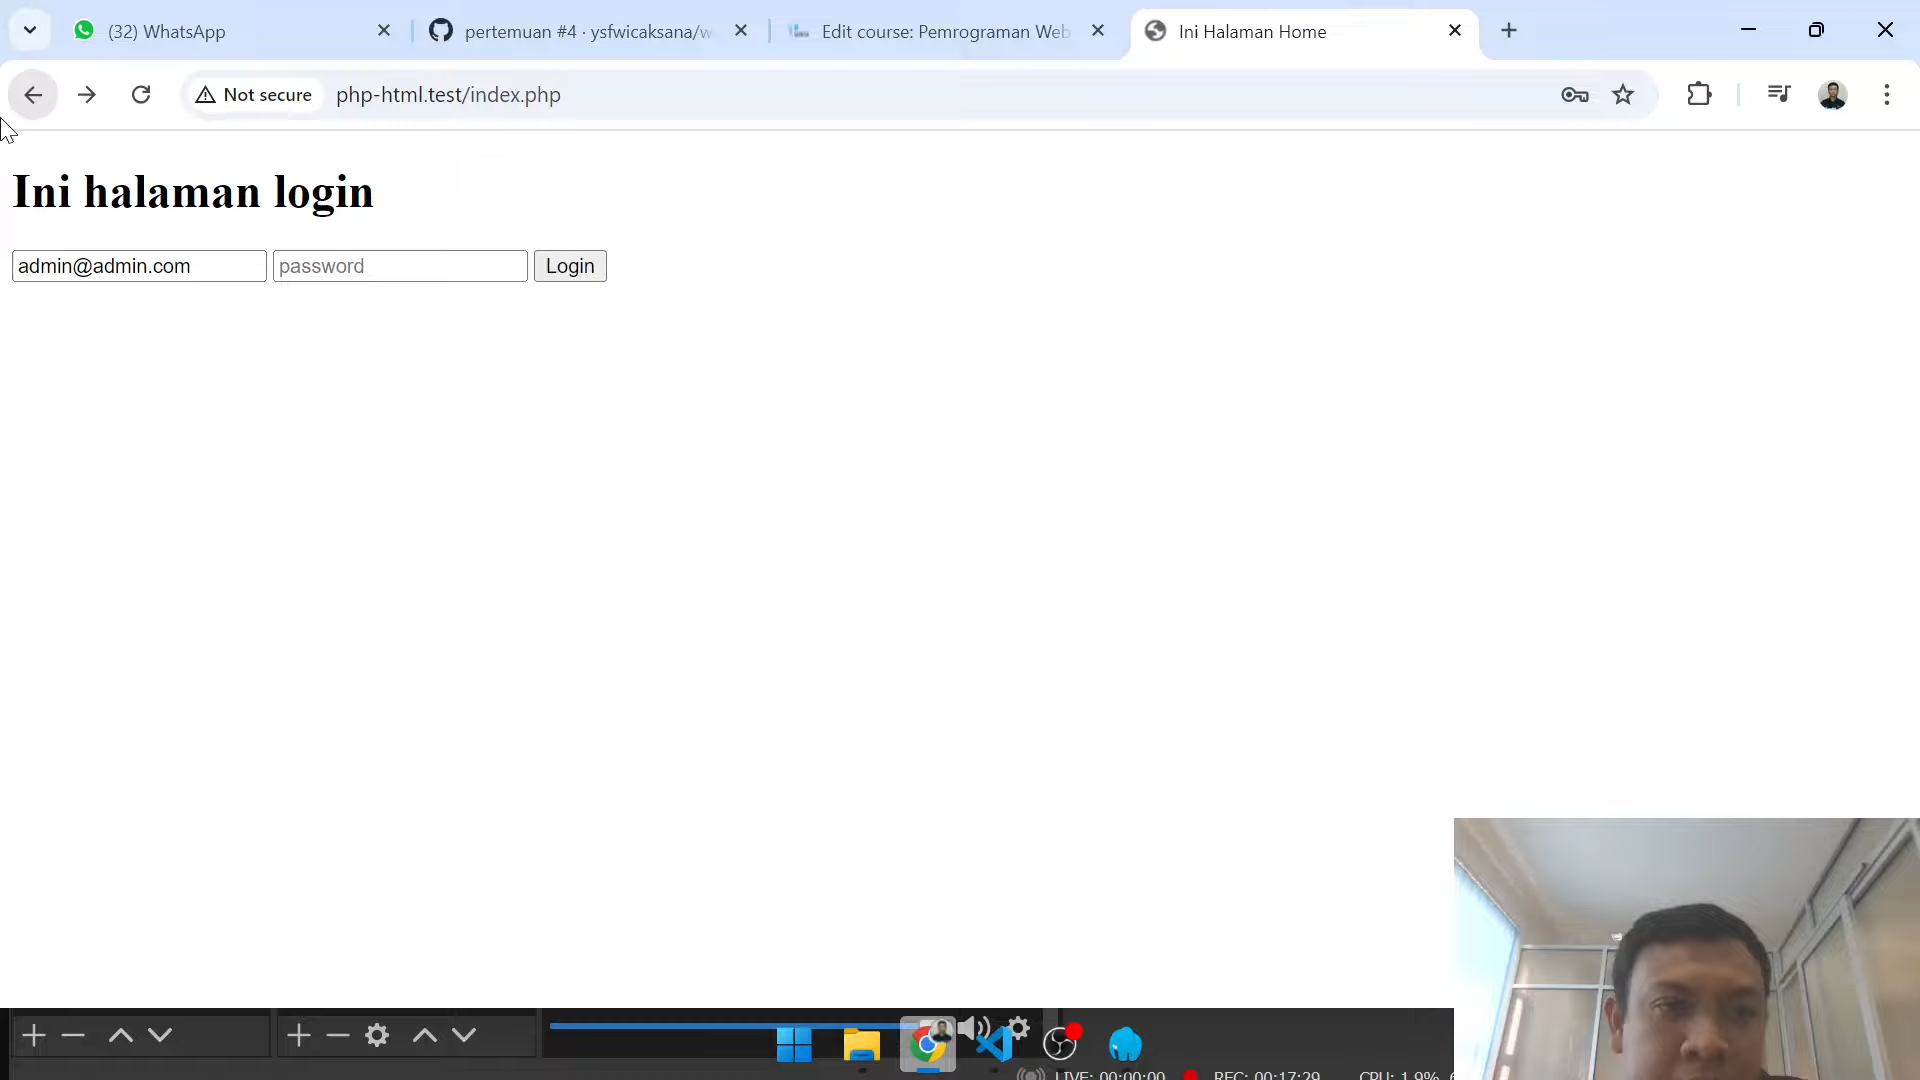 (32) WhatsApp
pertemuan #4 · ysfwicaksana/w
Edit course: Pemrograman Web
Ini Halaman Home
Not secure
php-html.test/index.php
Ini halaman login
admin@admin.com
password
Login
LIVE: 00:00:00
REC: 00:17:29
CPU: 1.9%